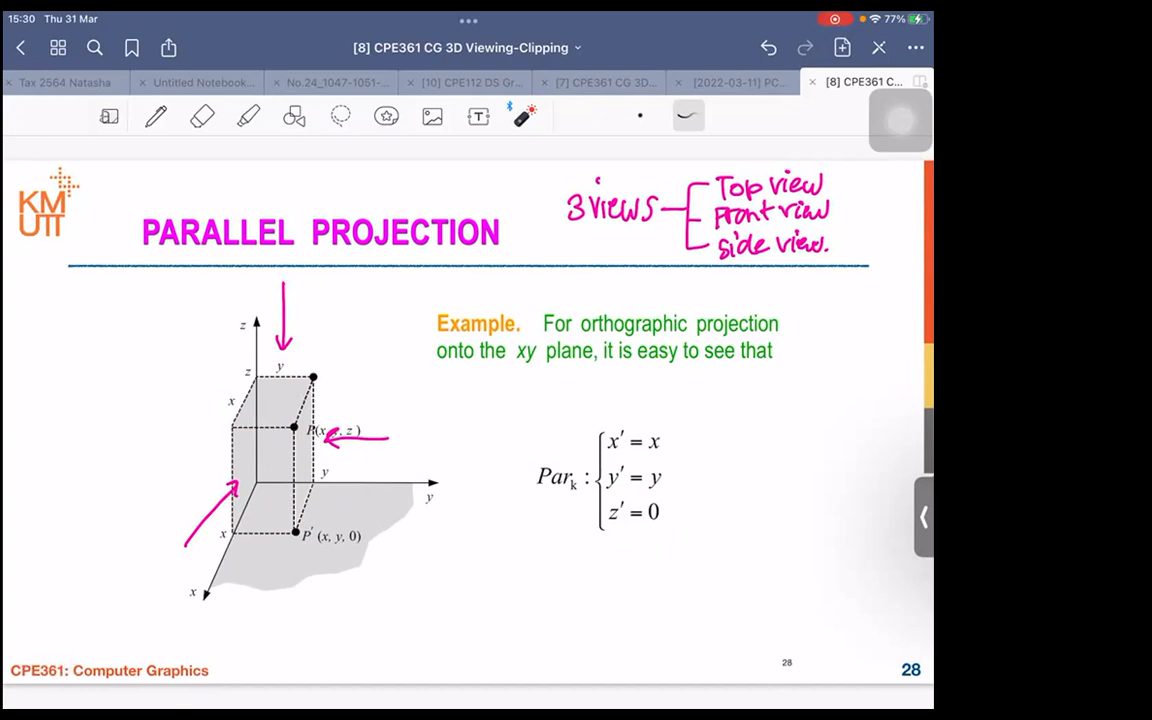 15:30 Thu 31 Mar
77%
[8] CPE361 CG 3D Viewing-Clipping
Tax 2564 Natasha
Untitled Notebook...
No.24_1047-1051-...
[10] CPE112 DS Gr...
[7] CPE361 CG 3D...
[2022-03-11] PC...
[8] CPE361 C...
T
KM
UTT
PARALLEL PROJECTION
3 views
Top view
Front view
side view.
Example. For orthographic projection
onto the xy plane, it is easy to see that
z
z
y
x
y
y
x
P'(x, y, 0)
x
Park :
x' = x
y' = y
z' = 0
CPE361: Computer Graphics
28
28